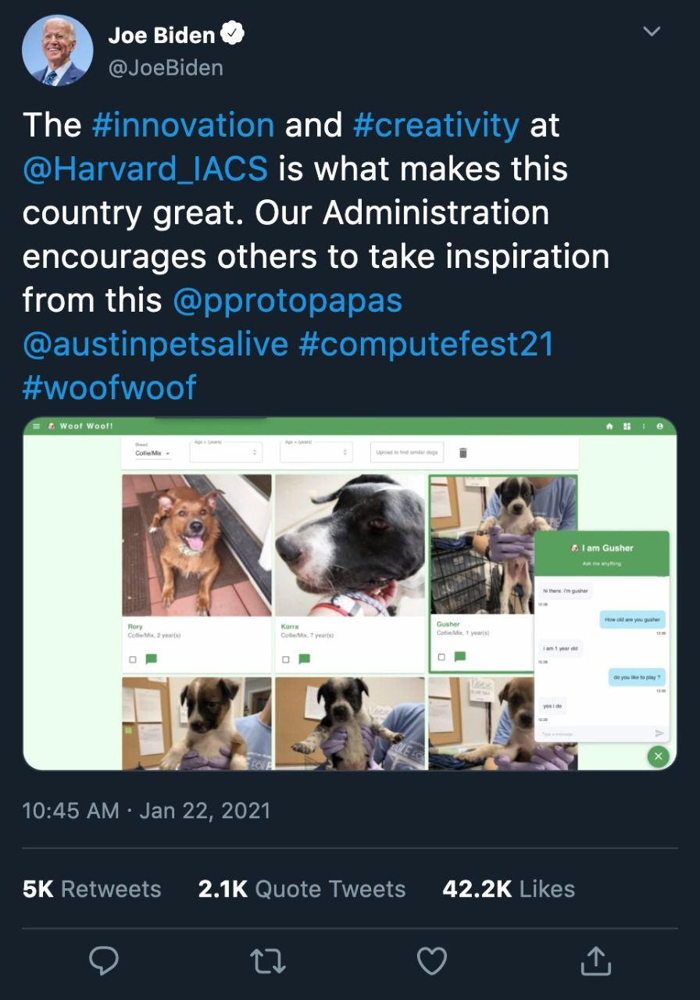 Joe Biden
@JoeBiden
The #innovation and #creativity at
@Harvard_IACS is what makes this
country great. Our Administration
encourages others to take inspiration
from this @pprotopapas
@austinpetsalive #computefest21
#woofwoof
Woof Woof!
Breed
Collie/Mix
Age > (years)
Age < (years)
Upload to find similar dogs
I am Gusher
Ask me anything
hi there. i'm gusher
12:39
How old are you gusher
12:39
i am 1 year old
12:39
do you like to play ?
12:39
yes i do
12:39
Type a message...
Rory
Collie/Mix, 2 year(s)
Korra
Collie/Mix, 7 year(s)
Gusher
Collie/Mix, 1 year(s)
10:45 AM · Jan 22, 2021
5K Retweets 2.1K Quote Tweets 42.2K Likes